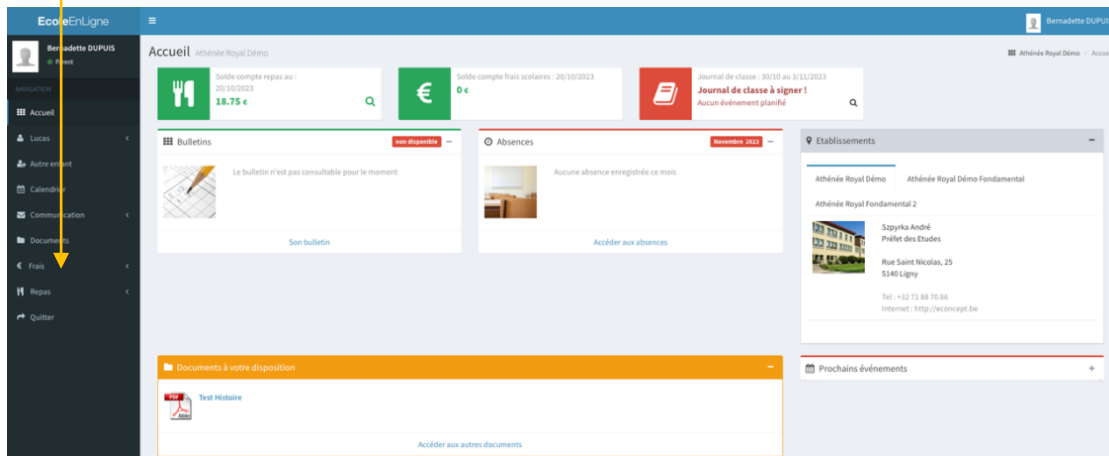 EcoleEnLigne
Bernadette DUPUIS
Bernadette DUPUIS
Parent
NAVIGATION
Accueil
Lucas
Autre enfant
Calendrier
Communication
Documents
€ Frais
Repas
Quitter
Accueil Athénée Royal Démo
Athénée Royal Démo
Solde compte repas au :
20/10/2023
18.75 €
€
Solde compte frais scolaires : 20/10/2023
0 €
Journal de classe : 30/10 au 3/11/2023
Journal de classe à signer !
Aucun événement planifié
Bulletins
non disponible
Le bulletin n'est pas consultable pour le moment
Son bulletin
Absences
Novembre 2023
Aucune absence enregistrée ce mois
Accéder aux absences
Etablissements
Athénée Royal Démo Athénée Royal Démo Fondamental
Athénée Royal Fondamental 2
Szpyrka André
Préfet des Etudes
Rue Saint Nicolas, 25
5140 Ligny
Tel : +32 71 88 70 86
Internet : http://econcept.be
Documents à votre disposition
PDF
Adobe
Test Histoire
Accéder aux autres documents
Prochains événements